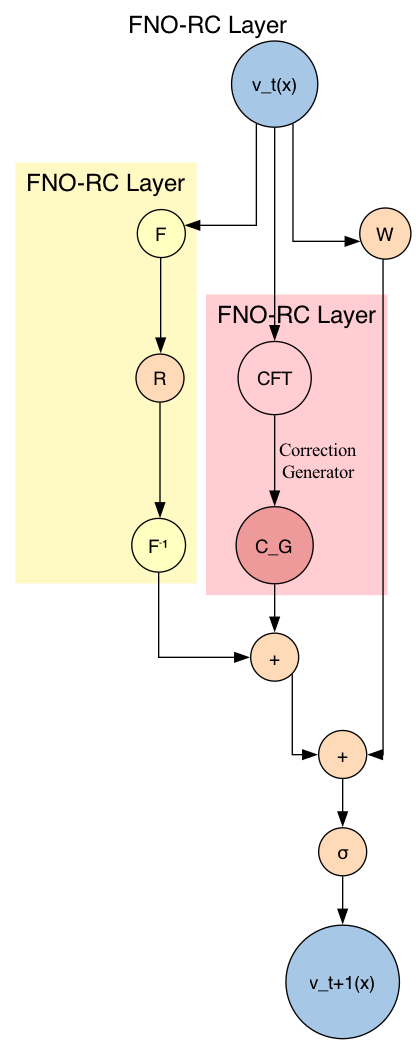 FNO-RC Layer
v_t(x)
FNO-RC Layer
F
W
FNO-RC Layer
R
CFT
Correction
Generator
F⁻¹
C_G
+
+
σ
v_t+1(x)